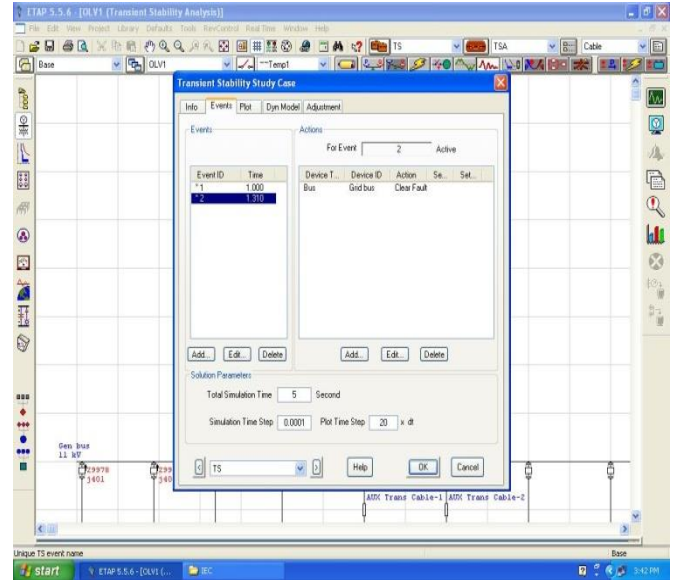 ETAP 5.5.6 - [OLV1 (Transient Stability Analysis)]
File Edit View Project Library Defaults Tools RevControl Real Time Window Help
TS TSA Cable
Base OLV1 ~~Temp1
Transient Stability Study Case
Info Events Plot Dyn Model Adjustment
Events Actions
For Event 2 Active
Event ID Time Device T... Device ID Action Se... Set...
* 1 1.000 Bus Grid bus Clear Fault
* 2 1.310
Add... Edit... Delete Add... Edit... Delete
Solution Parameters
Total Simulation Time 5 Second
Simulation Time Step 0.0001 Plot Time Step 20 x dt
Gen bus
11 kV
< TS > Help OK Cancel
AUX Trans Cable-1 AUX Trans Cable-2
Unique TS event name Base
start ETAP 5.5.6 - [OLV1 (... IEC 3:42 PM